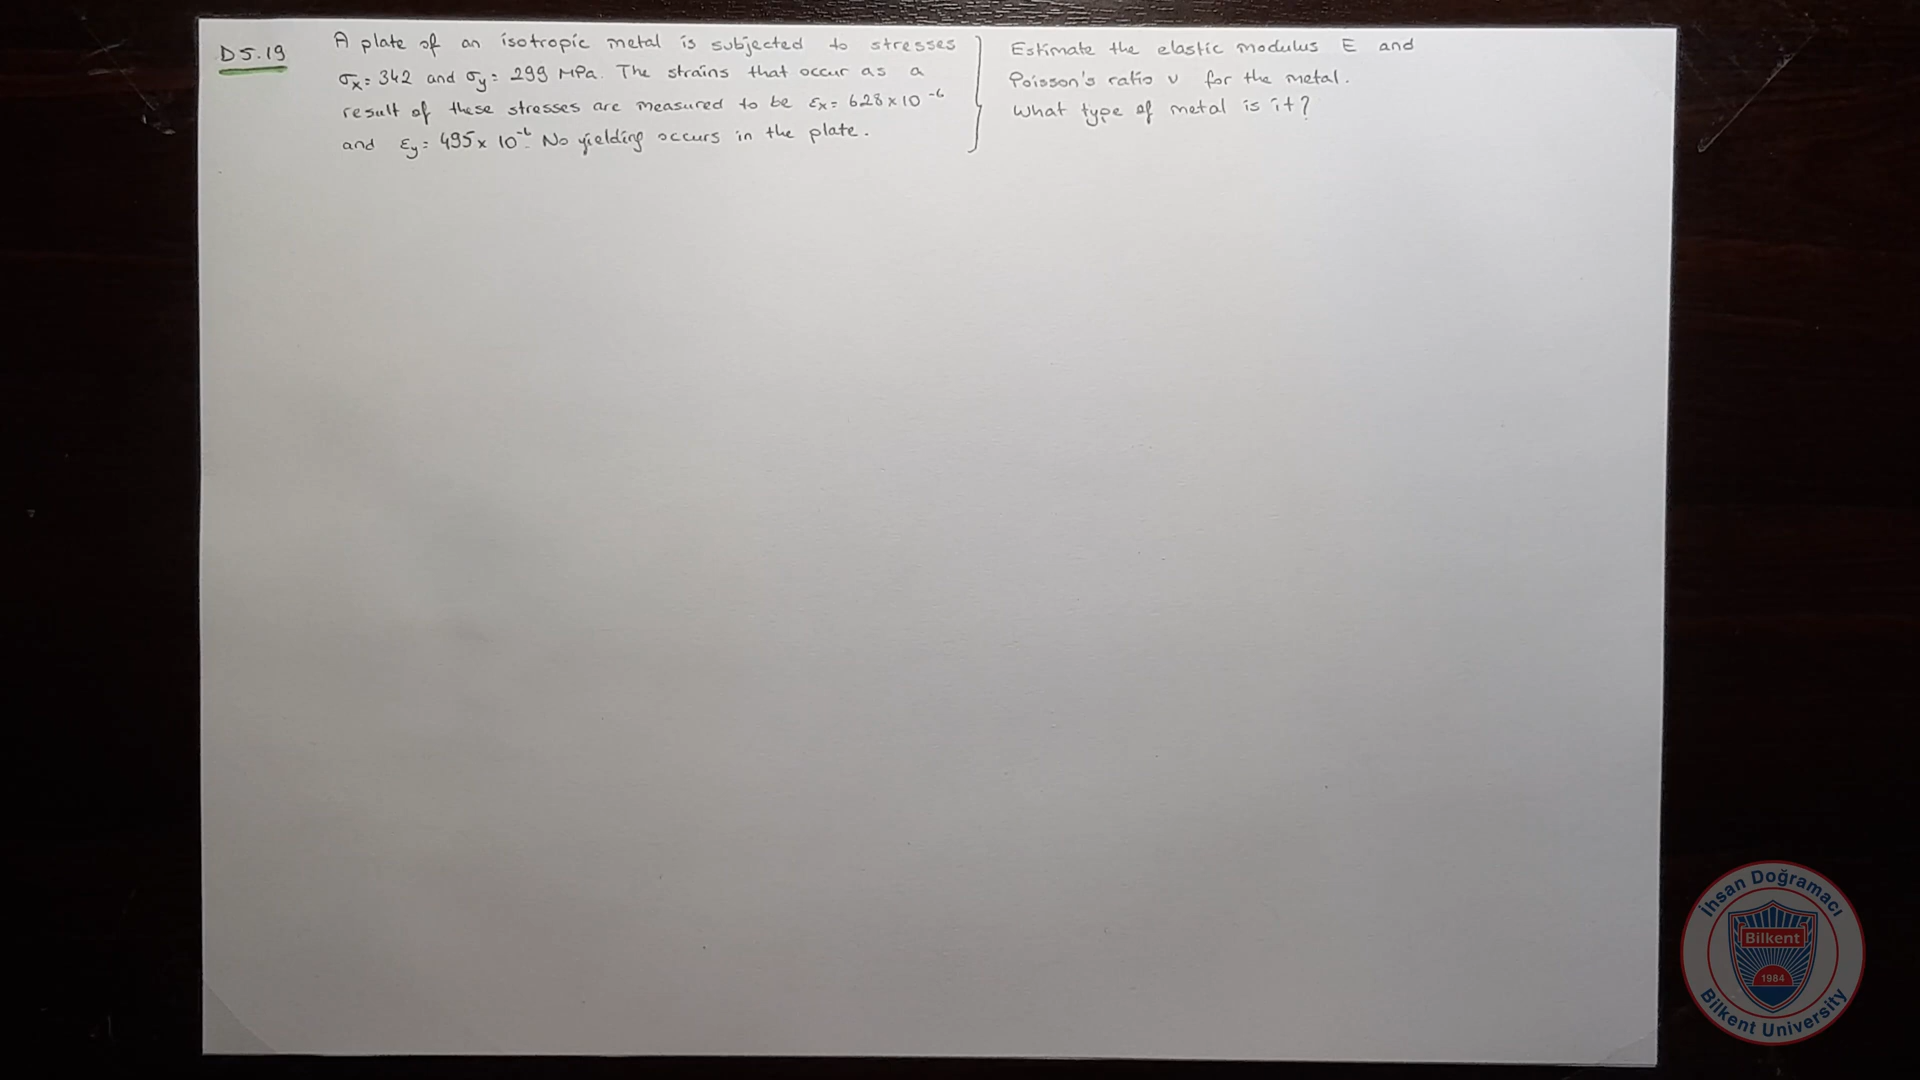 D5.19
A plate of an isotropic metal is subjected to stresses
σx= 342 and σy= 299 MPa. The strains that occur as a
result of these stresses are measured to be εx= 628×10⁻⁶
and εy= 495× 10⁻⁶. No yielding occurs in the plate.
Estimate the elastic modulus E and
Poisson's ratio ν for the metal.
What type of metal is it?
İhsan Doğramacı
Bilkent
1984
Bilkent University